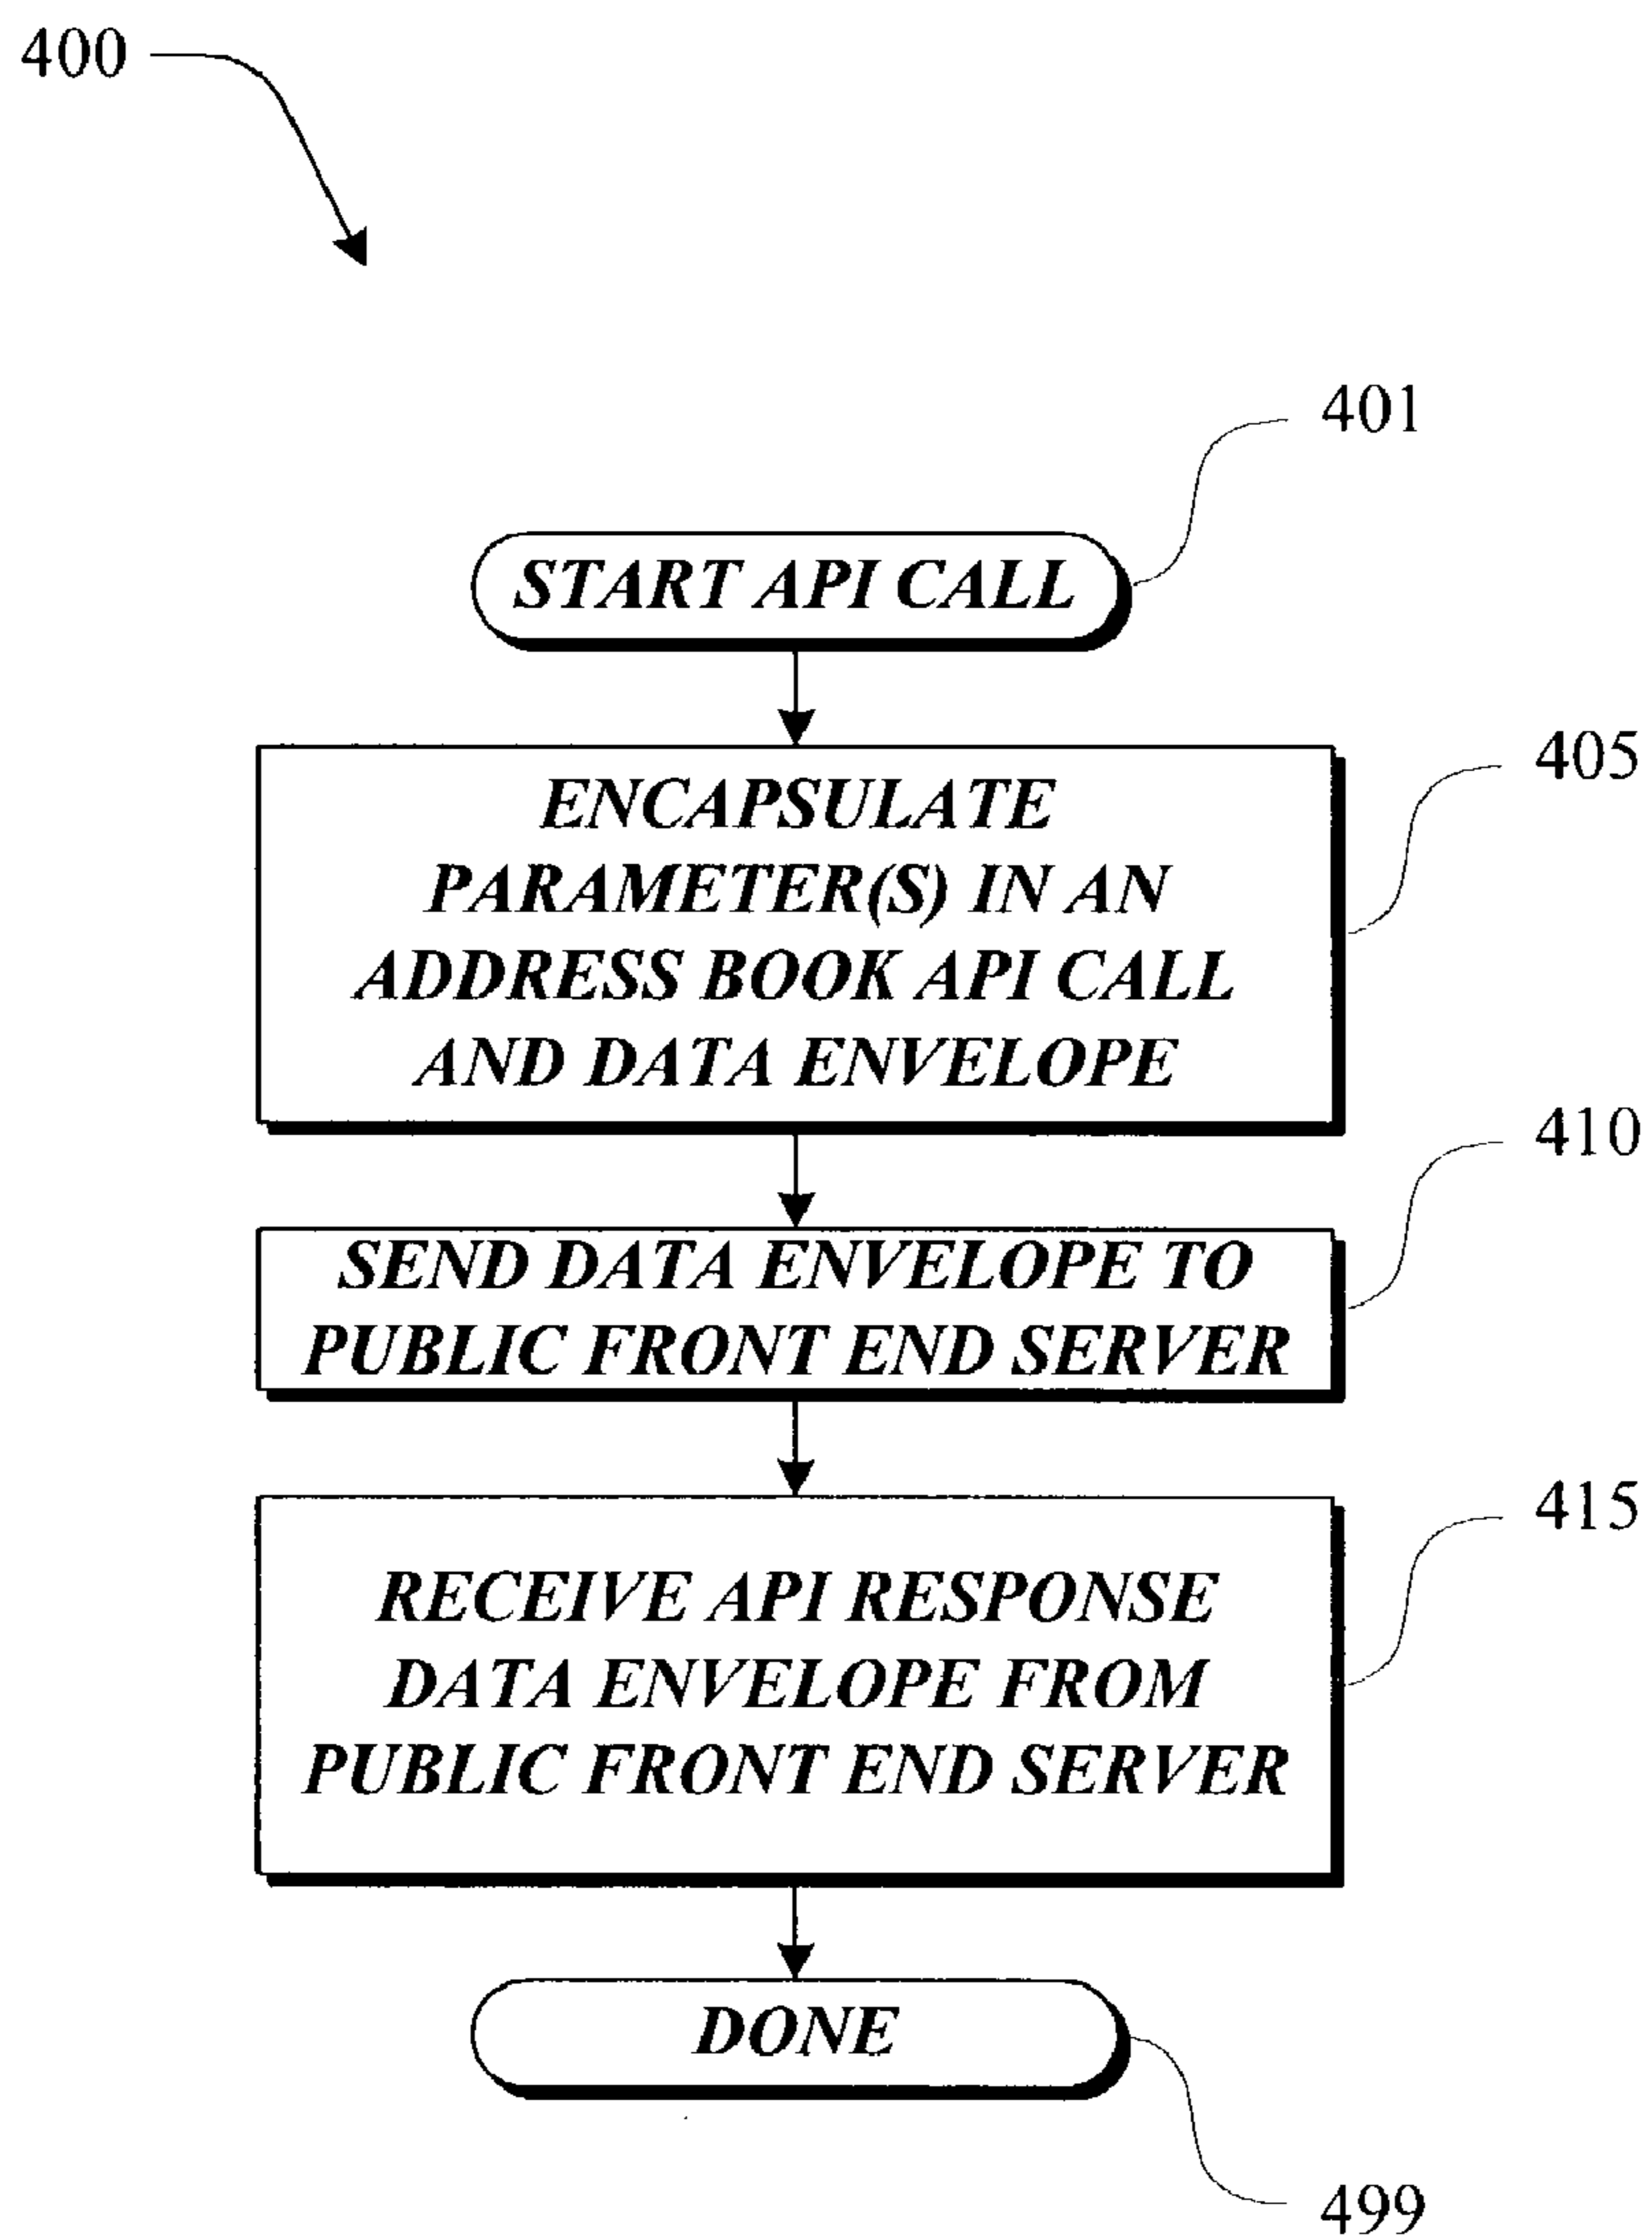 400
401
START API CALL
405
ENCAPSULATE
PARAMETER(S) IN AN
ADDRESS BOOK API CALL
AND DATA ENVELOPE
410
SEND DATA ENVELOPE TO
PUBLIC FRONT END SERVER
415
RECEIVE API RESPONSE
DATA ENVELOPE FROM
PUBLIC FRONT END SERVER
DONE
499